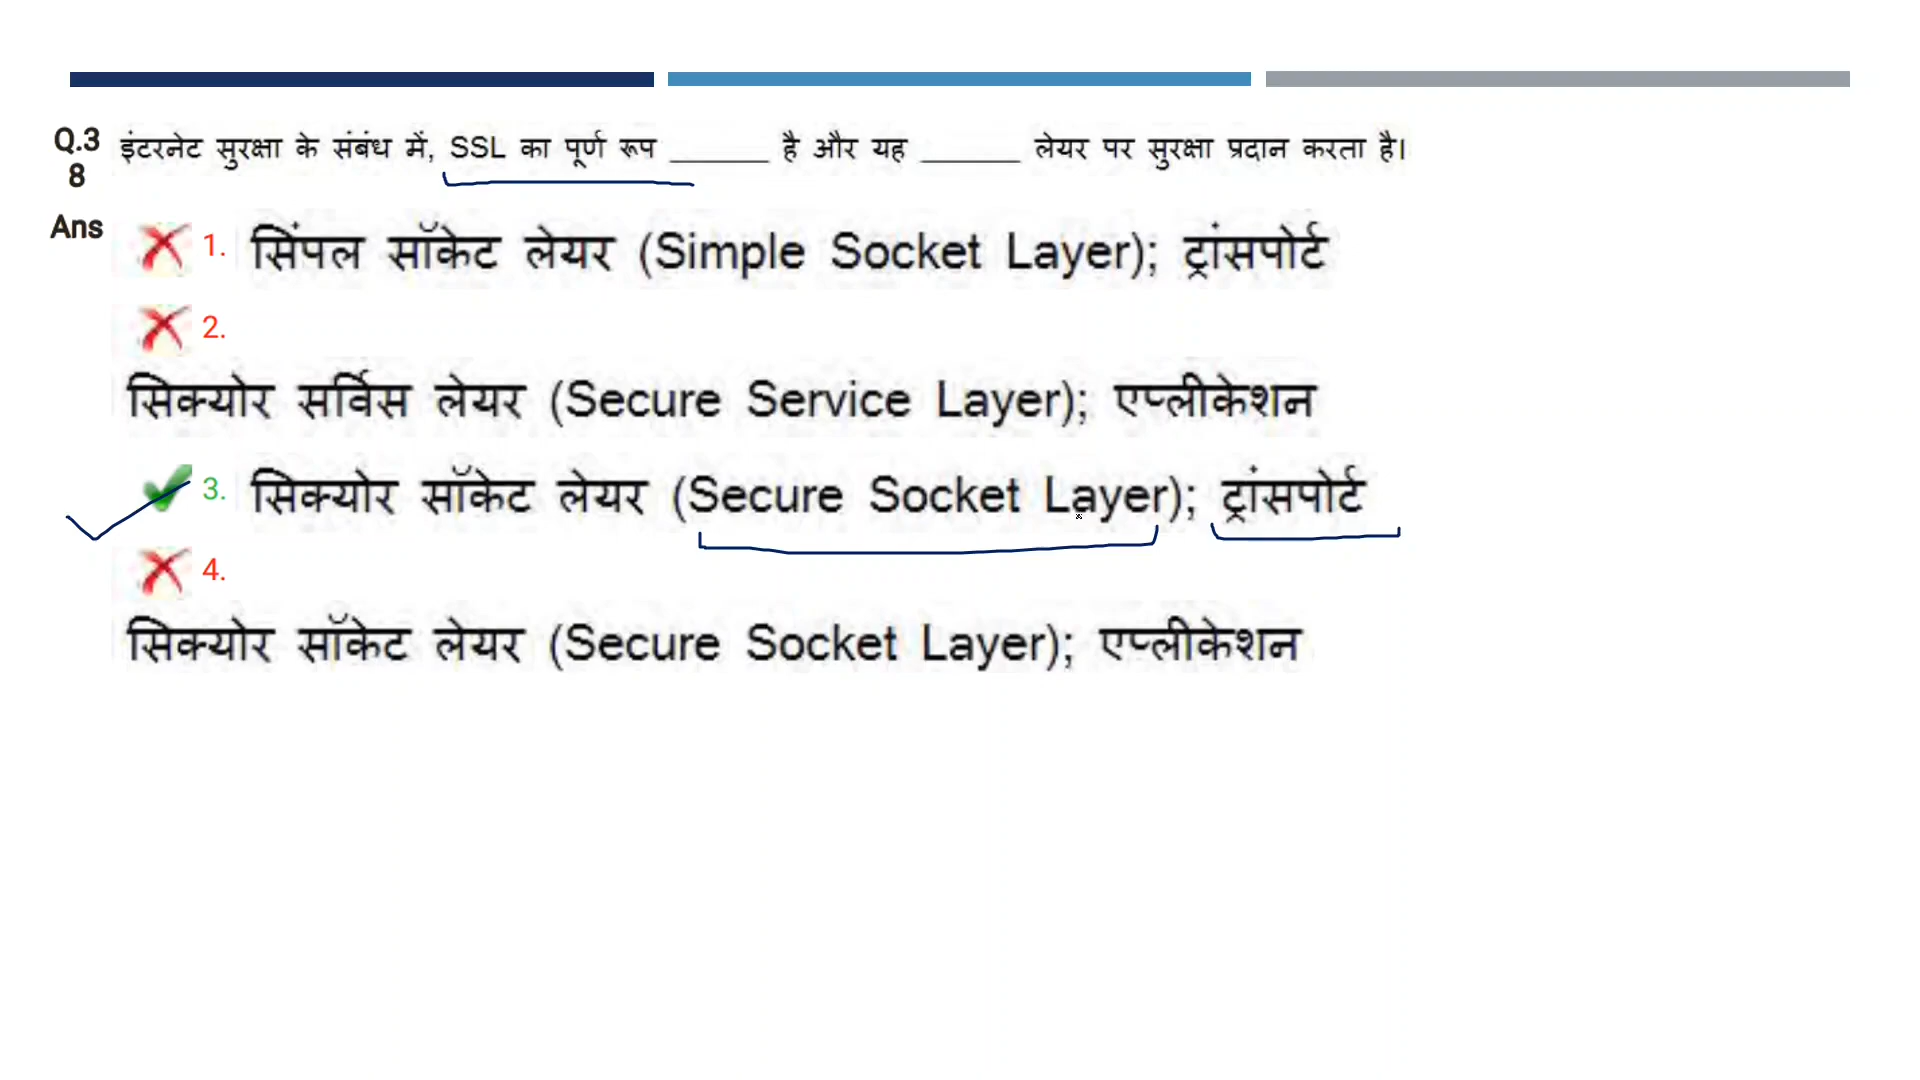 Q.3 इंटरनेट सुरक्षा के संबंध में, SSL का पूर्ण रूप ______ है और यह ______ लेयर पर सुरक्षा प्रदान करता है।
8
Ans 1. सिंपल सॉकेट लेयर (Simple Socket Layer); ट्रांसपोर्ट
2.
सिक्योर सर्विस लेयर (Secure Service Layer); एप्लीकेशन
3. सिक्योर सॉकेट लेयर (Secure Socket Layer); ट्रांसपोर्ट
4.
सिक्योर सॉकेट लेयर (Secure Socket Layer); एप्लीकेशन